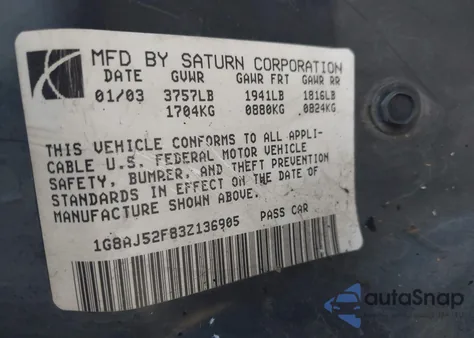 MFD BY SATURN CORPORATION
DATE GVWR GAWR FRT GAWR RR
01/03 3757LB 1941LB 1816LB
1704KG 0880KG 0824KG
THIS VEHICLE CONFORMS TO ALL APPLI-
CABLE U.S. FEDERAL MOTOR VEHICLE
SAFETY, BUMPER, AND THEFT PREVENTION
STANDARDS IN EFFECT ON THE DATE OF
MANUFACTURE SHOWN ABOVE.
1G8AJ52F83Z136905 PASS CAR
autoSnap